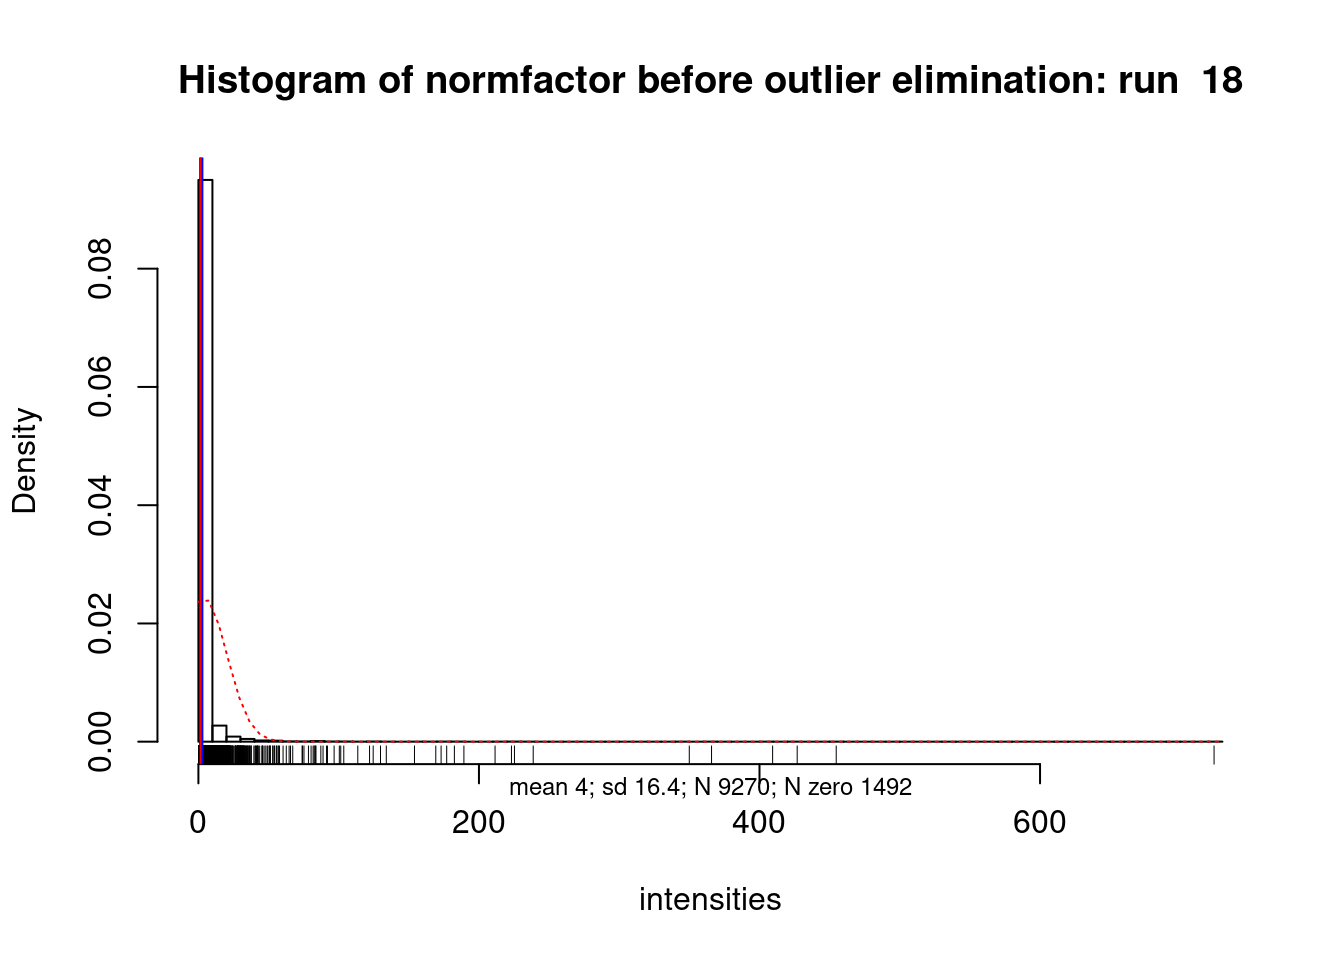 Histogram of normfactor before outlier elimination: run  18
Density
0.08
0.06
0.04
0.02
0.00
mean 4; sd 16.4; N 9270; N zero 1492
0 200 400 600
intensities